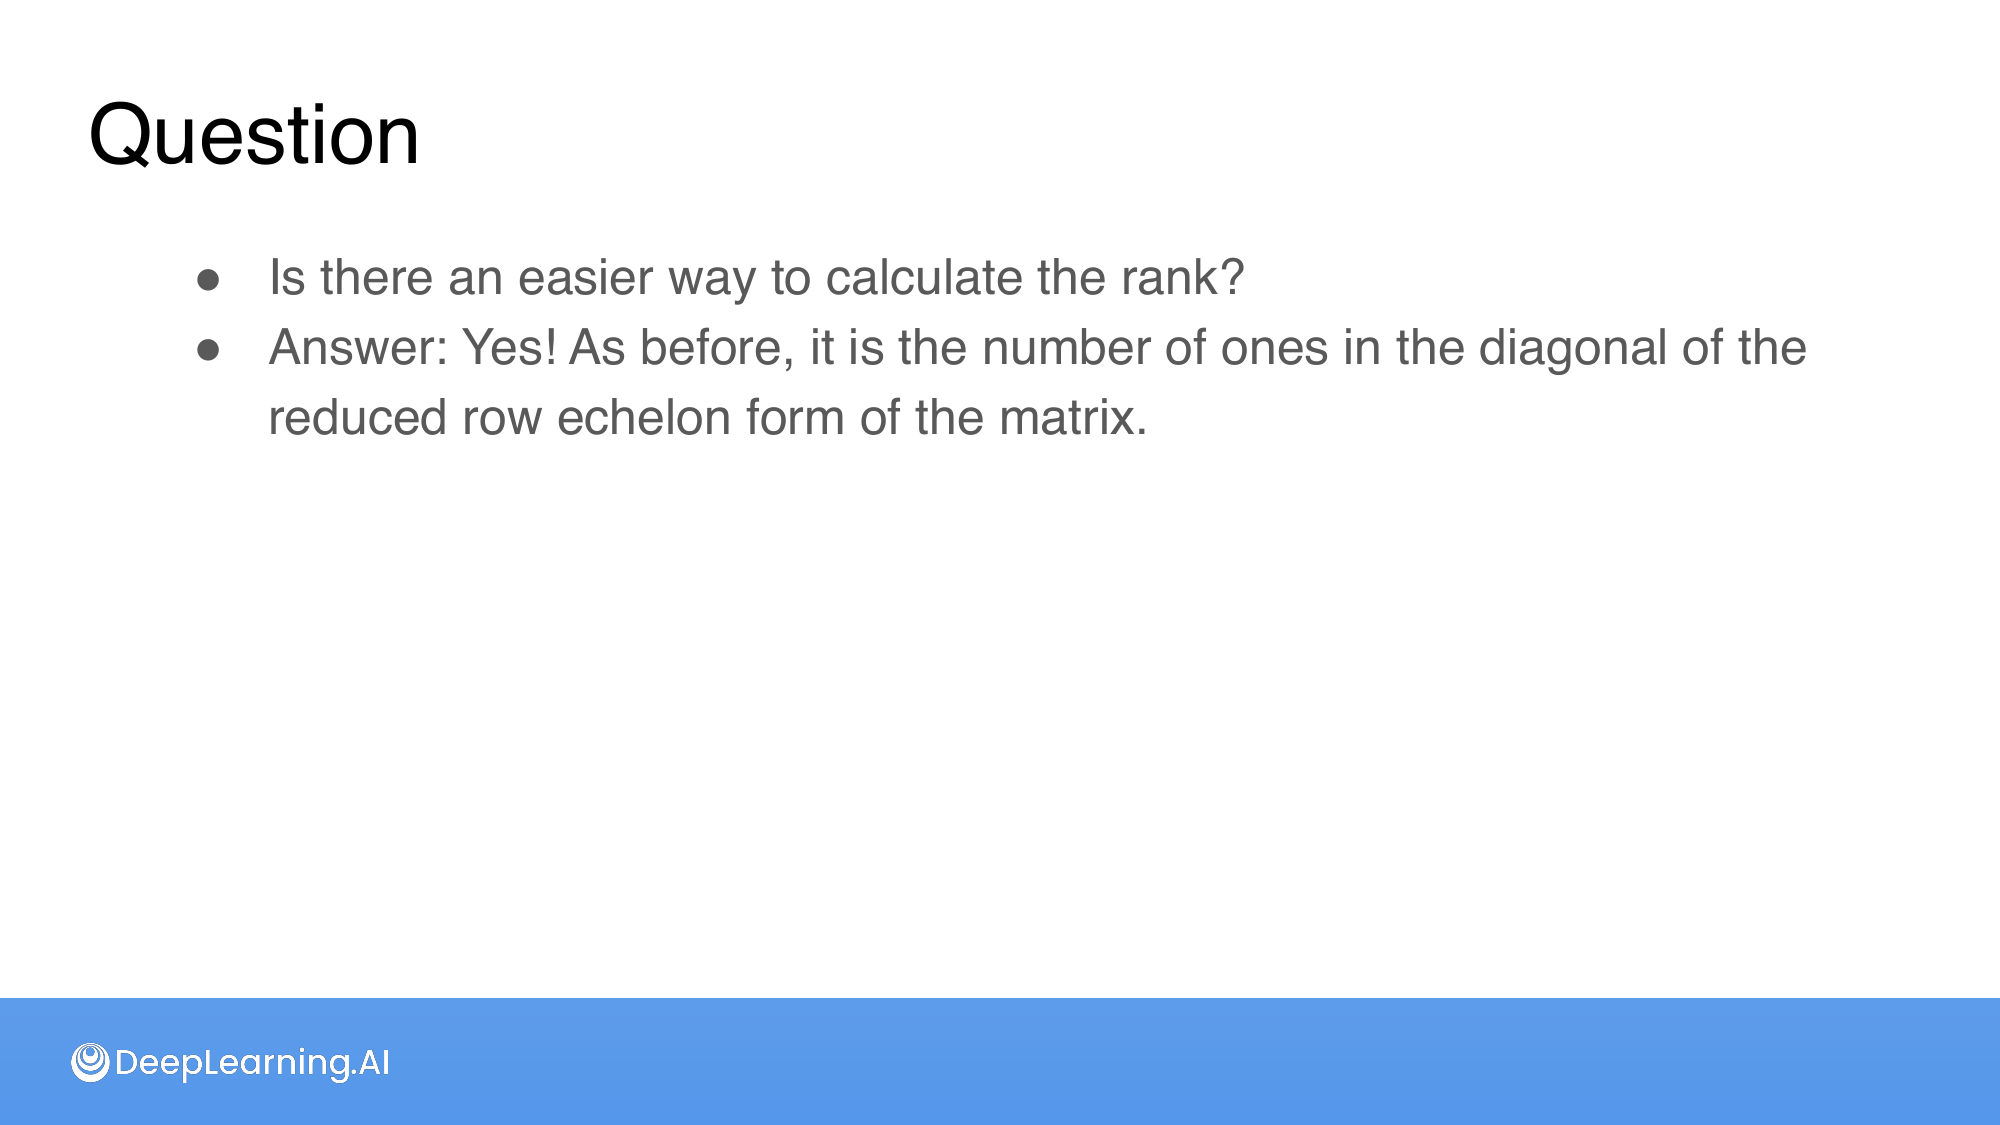 Question
● Is there an easier way to calculate the rank?
● Answer: Yes! As before, it is the number of ones in the diagonal of the
reduced row echelon form of the matrix.
DeepLearning.AI